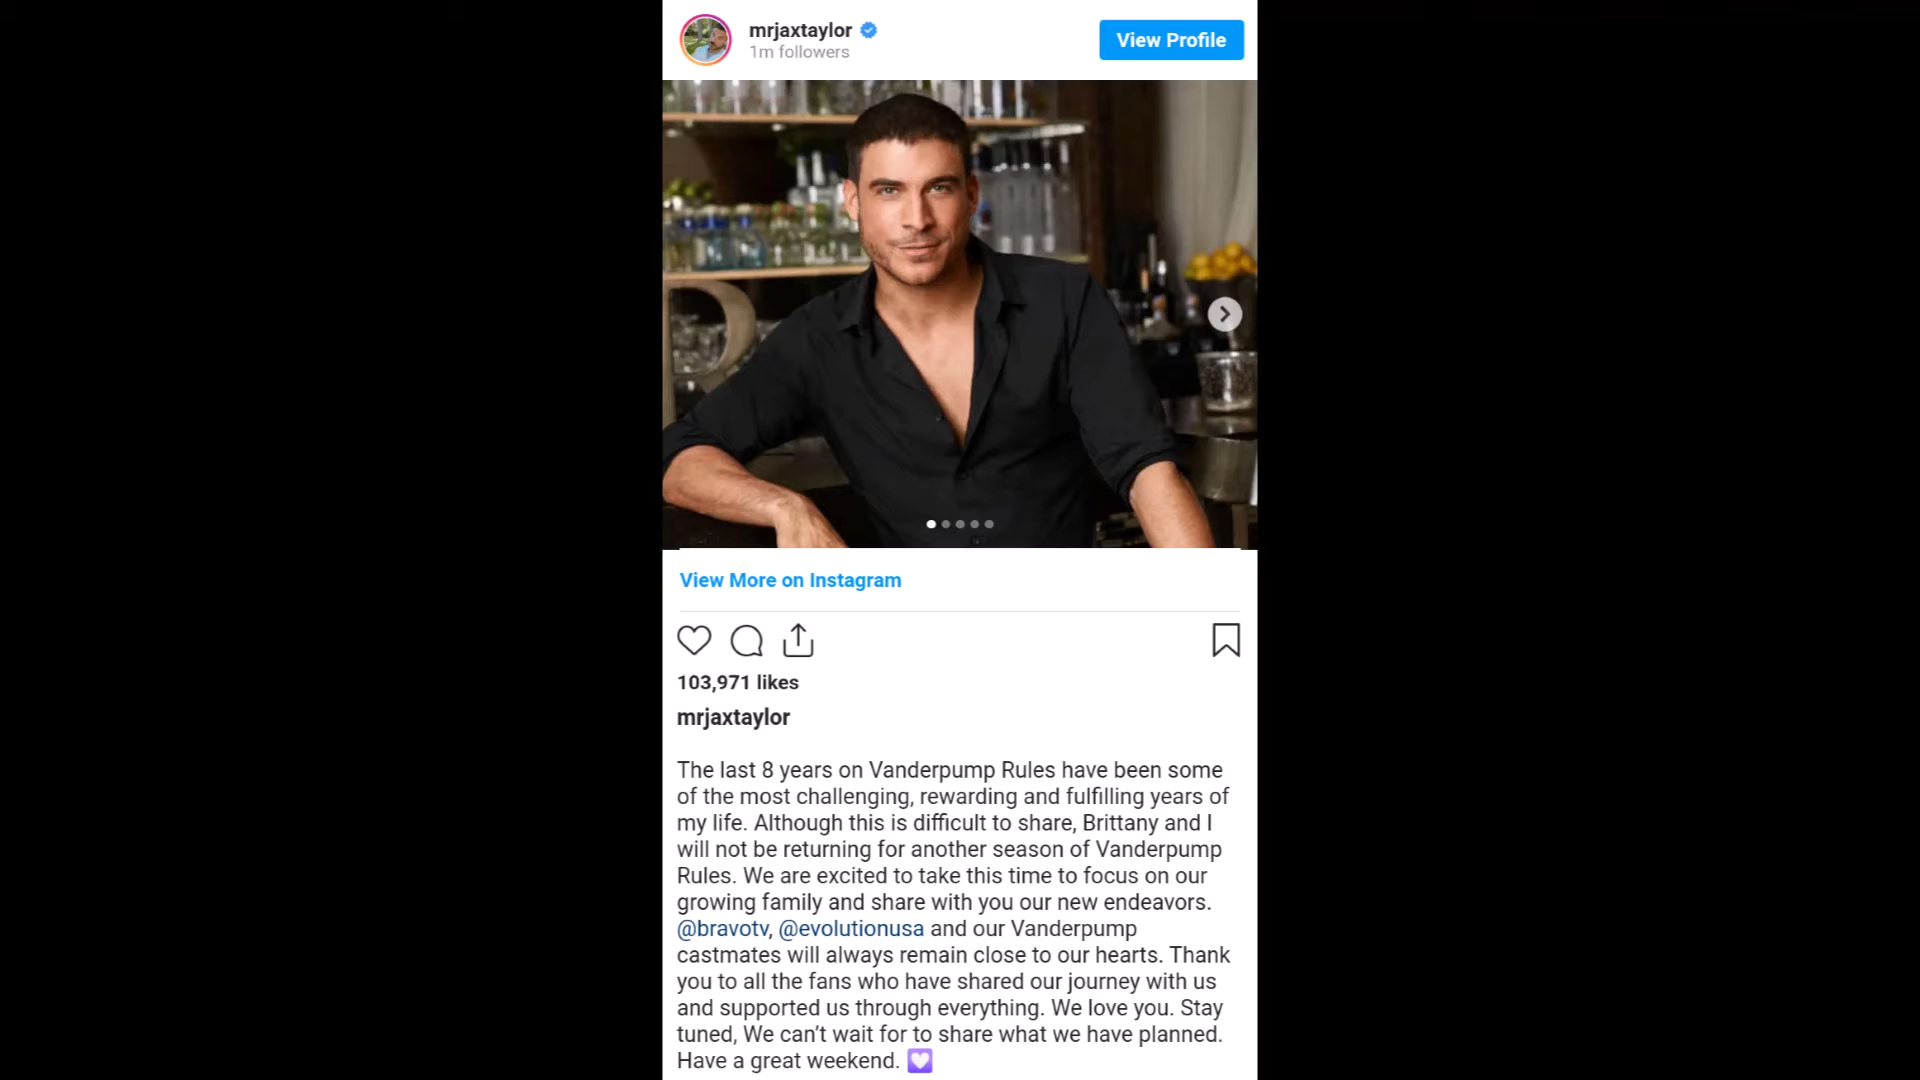 mrjaxtaylor
1m followers
View Profile
View More on Instagram
103,971 likes
mrjaxtaylor
The last 8 years on Vanderpump Rules have been some
of the most challenging, rewarding and fulfilling years of
my life. Although this is difficult to share, Brittany and I
will not be returning for another season of Vanderpump
Rules. We are excited to take this time to focus on our
growing family and share with you our new endeavors.
@bravotv, @evolutionusa and our Vanderpump
castmates will always remain close to our hearts. Thank
you to all the fans who have shared our journey with us
and supported us through everything. We love you. Stay
tuned, We can’t wait for to share what we have planned.
Have a great weekend. 💟